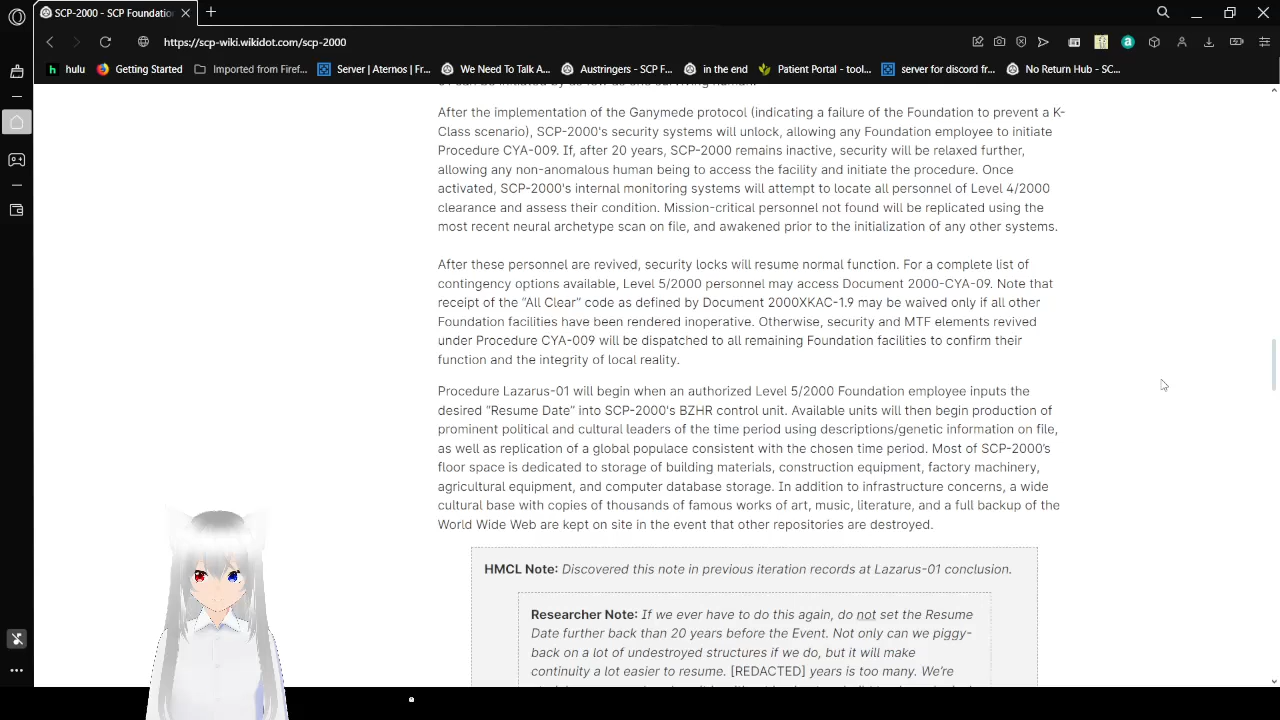 SCP-2000 - SCP Foundatio
https://scp-wiki.wikidot.com/scp-2000
hulu
Getting Started
Imported from Firef...
Server | Aternos | Fr...
We Need To Talk A...
Austringers - SCP F...
in the end
Patient Portal - tool...
server for discord fr...
No Return Hub - SC...
After the implementation of the Ganymede protocol (indicating a failure of the Foundation to prevent a K-
Class scenario), SCP-2000's security systems will unlock, allowing any Foundation employee to initiate
Procedure CYA-009. If, after 20 years, SCP-2000 remains inactive, security will be relaxed further,
allowing any non-anomalous human being to access the facility and initiate the procedure. Once
activated, SCP-2000's internal monitoring systems will attempt to locate all personnel of Level 4/2000
clearance and assess their condition. Mission-critical personnel not found will be replicated using the
most recent neural archetype scan on file, and awakened prior to the initialization of any other systems.
After these personnel are revived, security locks will resume normal function. For a complete list of
contingency options available, Level 5/2000 personnel may access Document 2000-CYA-09. Note that
receipt of the “All Clear” code as defined by Document 2000XKAC-1.9 may be waived only if all other
Foundation facilities have been rendered inoperative. Otherwise, security and MTF elements revived
under Procedure CYA-009 will be dispatched to all remaining Foundation facilities to confirm their
function and the integrity of local reality.
Procedure Lazarus-01 will begin when an authorized Level 5/2000 Foundation employee inputs the
desired “Resume Date” into SCP-2000's BZHR control unit. Available units will then begin production of
prominent political and cultural leaders of the time period using descriptions/genetic information on file,
as well as replication of a global populace consistent with the chosen time period. Most of SCP-2000’s
floor space is dedicated to storage of building materials, construction equipment, factory machinery,
agricultural equipment, and computer database storage. In addition to infrastructure concerns, a wide
cultural base with copies of thousands of famous works of art, music, literature, and a full backup of the
World Wide Web are kept on site in the event that other repositories are destroyed.
HMCL Note: Discovered this note in previous iteration records at Lazarus-01 conclusion.
Researcher Note: If we ever have to do this again, do not set the Resume
Date further back than 20 years before the Event. Not only can we piggy-
back on a lot of undestroyed structures if we do, but it will make
continuity a lot easier to resume. [REDACTED] years is too many. We’re